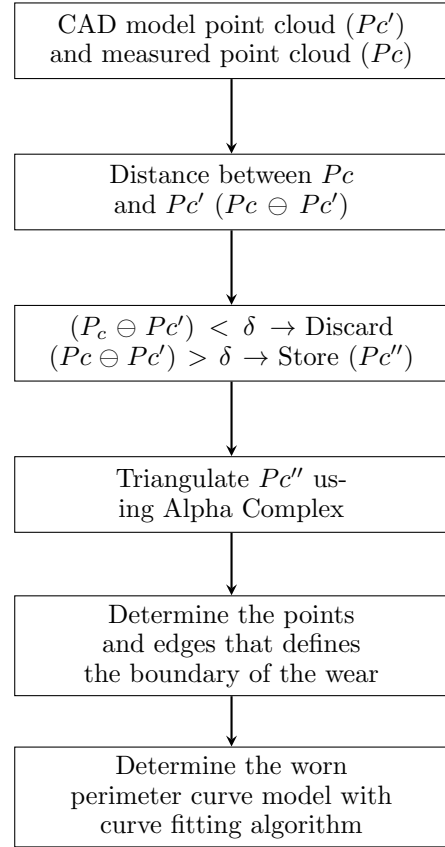 CAD model point cloud (Pc′)
and measured point cloud (Pc)
Distance between Pc
and Pc′ (Pc ⊖ Pc′)
(P_c ⊖ Pc′) < δ → Discard
(Pc ⊖ Pc′) > δ → Store (Pc′′)
Triangulate Pc′′ us-
ing Alpha Complex
Determine the points
and edges that defines
the boundary of the wear
Determine the worn
perimeter curve model with
curve fitting algorithm